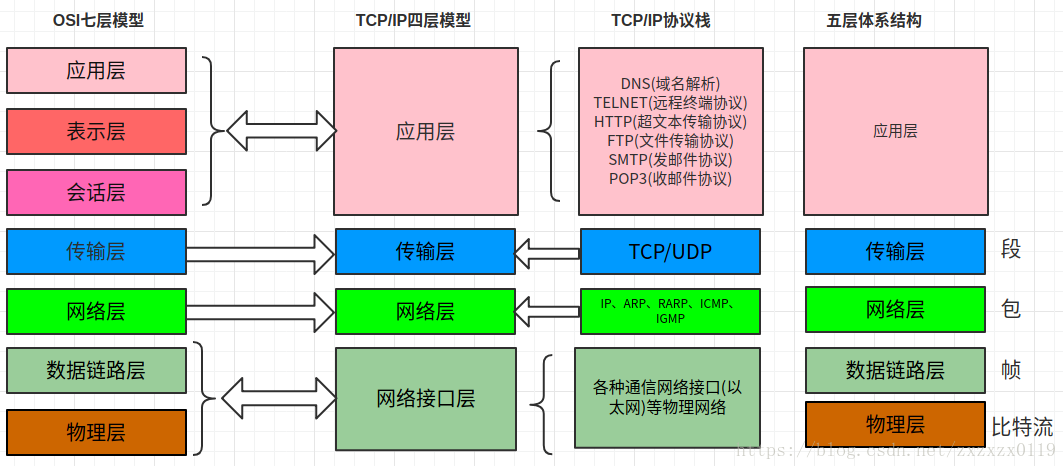 OSI七层模型
TCP/IP四层模型
TCP/IP协议栈
五层体系结构
应用层
表示层
会话层
应用层
DNS(域名解析)
TELNET(远程终端协议)
HTTP(超文本传输协议)
FTP(文件传输协议)
SMTP(发邮件协议)
POP3(收邮件协议)
应用层
传输层
传输层
TCP/UDP
传输层
段
网络层
网络层
IP、ARP、RARP、ICMP、
IGMP
网络层
包
数据链路层
物理层
网络接口层
各种通信网络接口(以
太网)等物理网络
数据链路层
帧
物理层
比特流
https://blog.csdn.net/zxzxzx0119